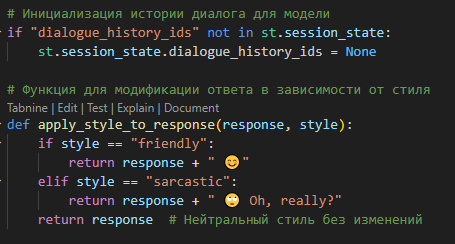 # Инициализация истории диалога для модели
if "dialogue_history_ids" not in st.session_state:
    st.session_state.dialogue_history_ids = None

# Функция для модификации ответа в зависимости от стиля
Tabnine | Edit | Test | Explain | Document
def apply_style_to_response(response, style):
    if style == "friendly":
        return response + " 😊"
    elif style == "sarcastic":
        return response + " 🙄 Oh, really?"
    return response  # Нейтральный стиль без изменений